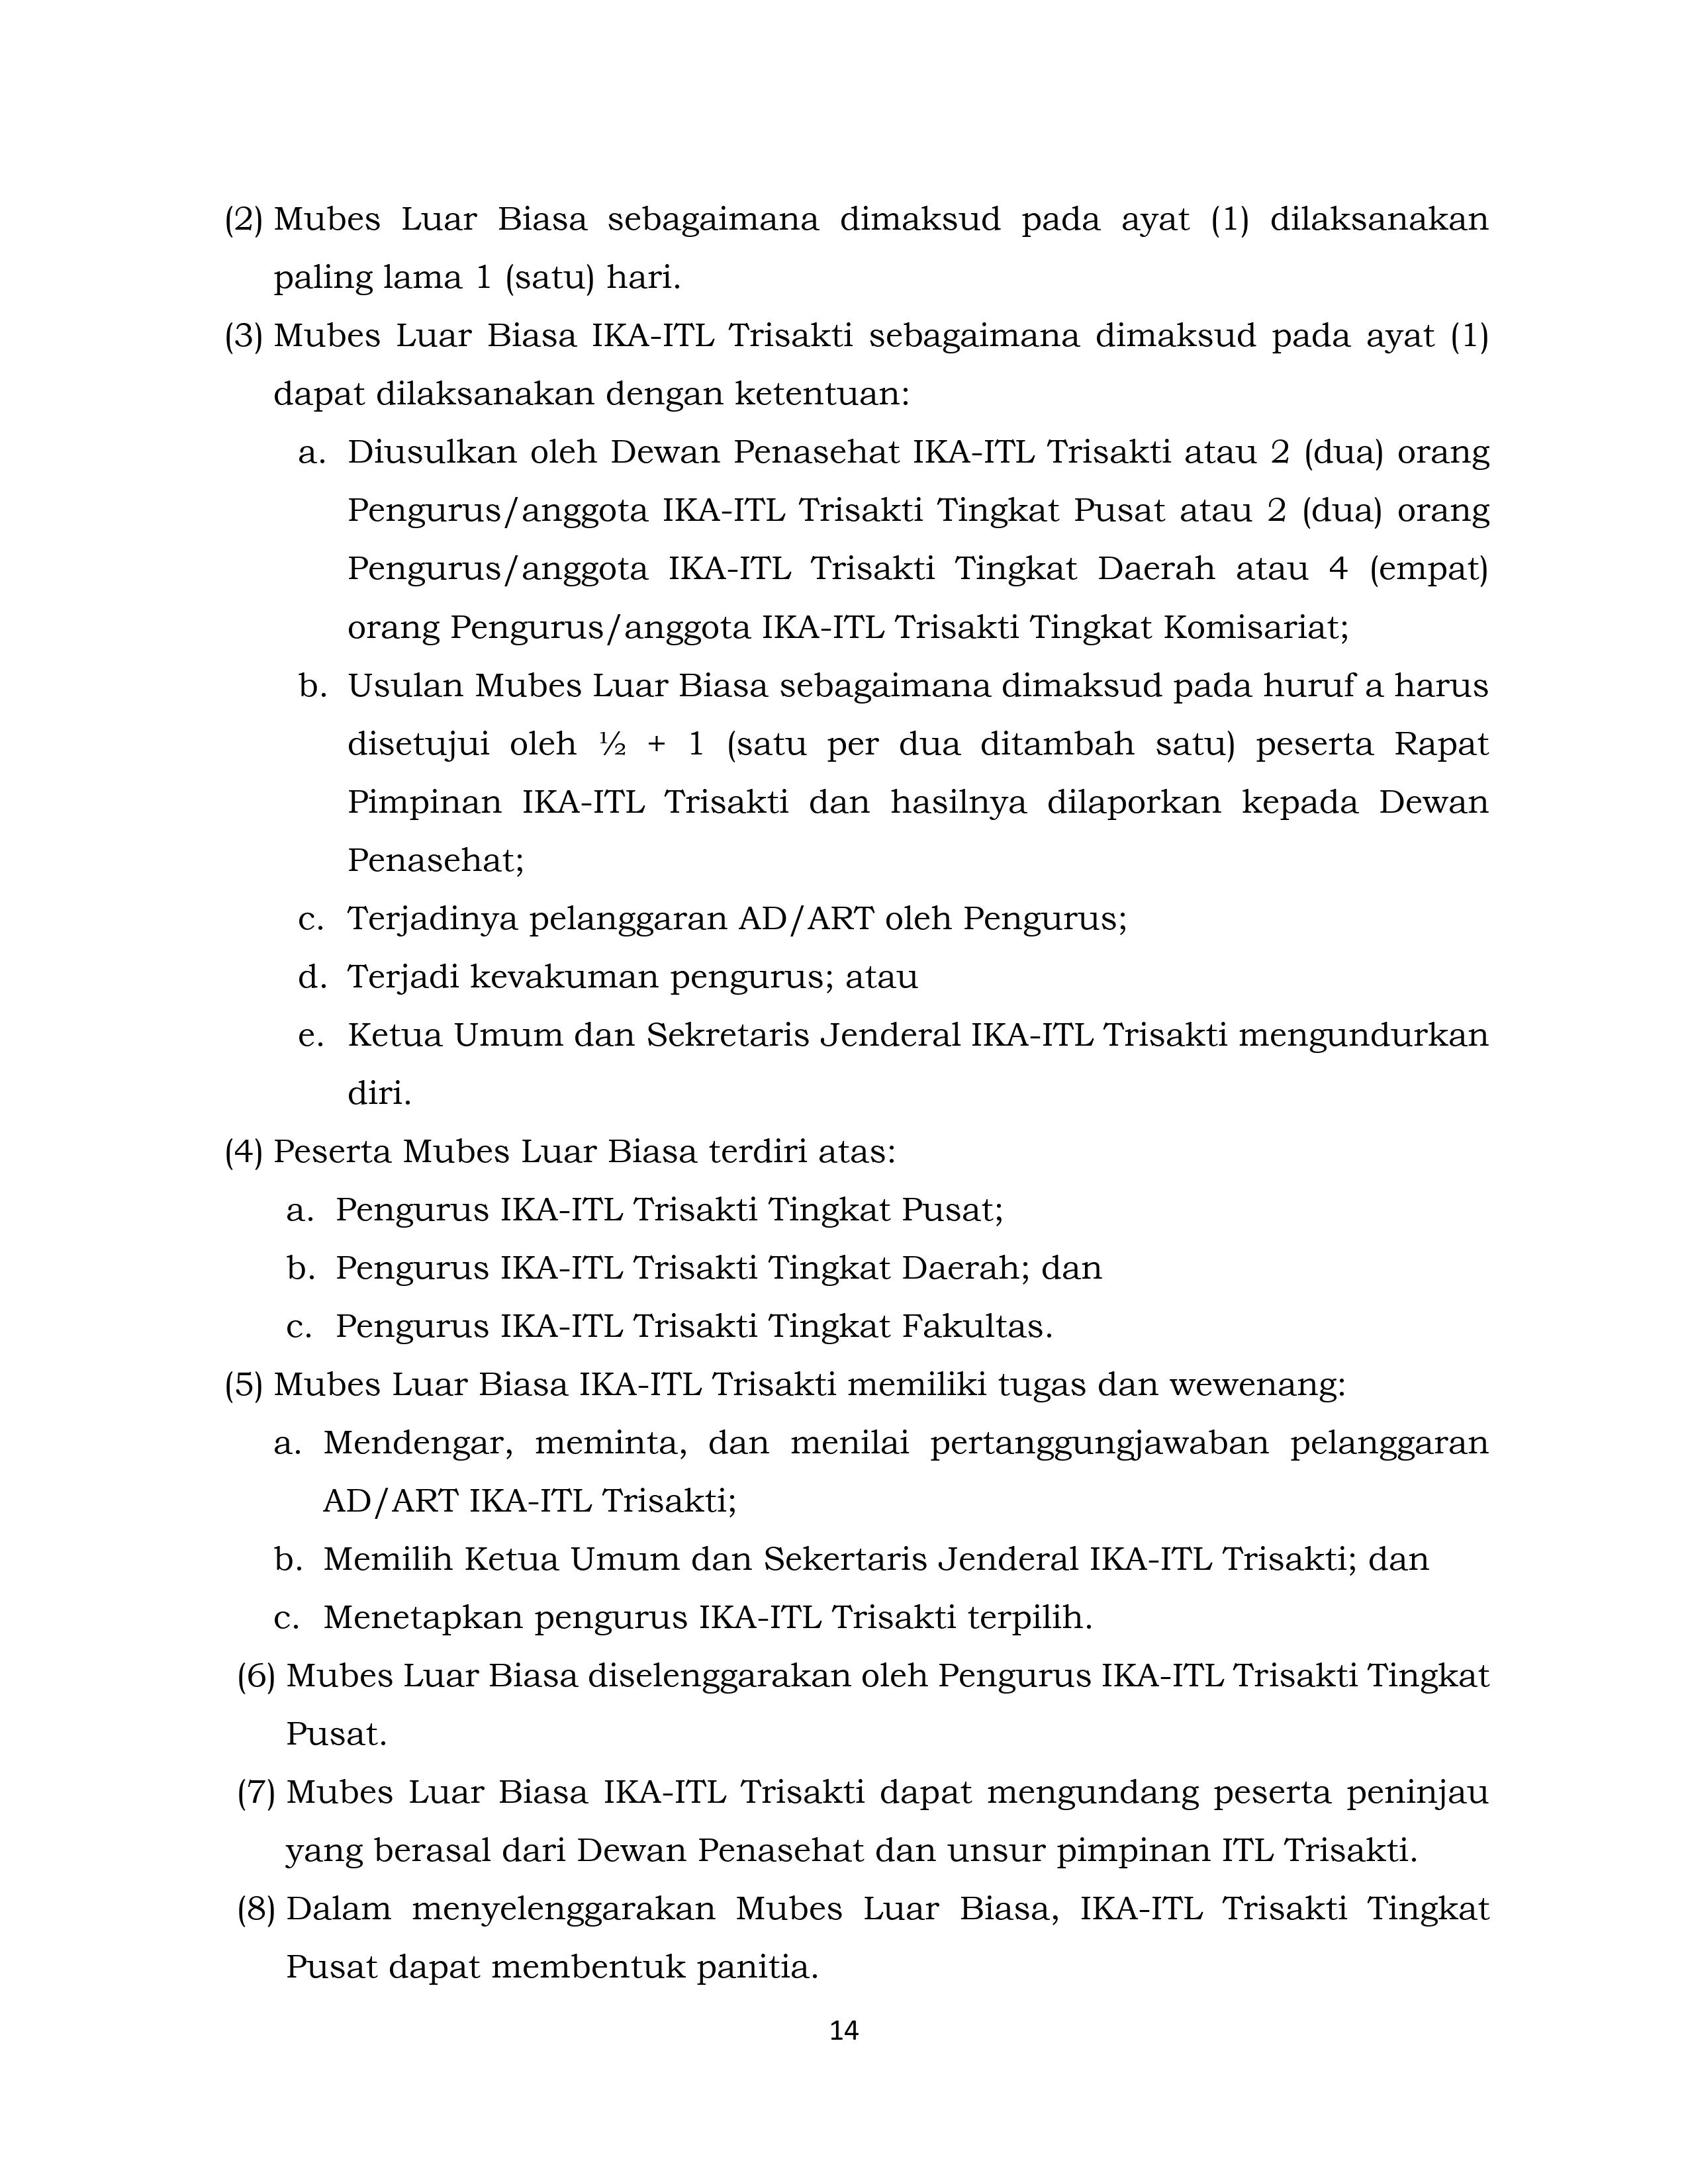 (2) Mubes Luar Biasa sebagaimana dimaksud pada ayat (1) dilaksanakan
paling lama 1 (satu) hari.
(3) Mubes Luar Biasa IKA-ITL Trisakti sebagaimana dimaksud pada ayat (1)
dapat dilaksanakan dengan ketentuan:
a. Diusulkan oleh Dewan Penasehat IKA-ITL Trisakti atau 2 (dua) orang
Pengurus/anggota IKA-ITL Trisakti Tingkat Pusat atau 2 (dua) orang
Pengurus/anggota IKA-ITL Trisakti Tingkat Daerah atau 4 (empat)
orang Pengurus/anggota IKA-ITL Trisakti Tingkat Komisariat;
b. Usulan Mubes Luar Biasa sebagaimana dimaksud pada huruf a harus
disetujui oleh ½ + 1 (satu per dua ditambah satu) peserta Rapat
Pimpinan IKA-ITL Trisakti dan hasilnya dilaporkan kepada Dewan
Penasehat;
c. Terjadinya pelanggaran AD/ART oleh Pengurus;
d. Terjadi kevakuman pengurus; atau
e. Ketua Umum dan Sekretaris Jenderal IKA-ITL Trisakti mengundurkan
diri.
(4) Peserta Mubes Luar Biasa terdiri atas:
a. Pengurus IKA-ITL Trisakti Tingkat Pusat;
b. Pengurus IKA-ITL Trisakti Tingkat Daerah; dan
c. Pengurus IKA-ITL Trisakti Tingkat Fakultas.
(5) Mubes Luar Biasa IKA-ITL Trisakti memiliki tugas dan wewenang:
a. Mendengar, meminta, dan menilai pertanggungjawaban pelanggaran
AD/ART IKA-ITL Trisakti;
b. Memilih Ketua Umum dan Sekertaris Jenderal IKA-ITL Trisakti; dan
c. Menetapkan pengurus IKA-ITL Trisakti terpilih.
(6) Mubes Luar Biasa diselenggarakan oleh Pengurus IKA-ITL Trisakti Tingkat
Pusat.
(7) Mubes Luar Biasa IKA-ITL Trisakti dapat mengundang peserta peninjau
yang berasal dari Dewan Penasehat dan unsur pimpinan ITL Trisakti.
(8) Dalam menyelenggarakan Mubes Luar Biasa, IKA-ITL Trisakti Tingkat
Pusat dapat membentuk panitia.
14